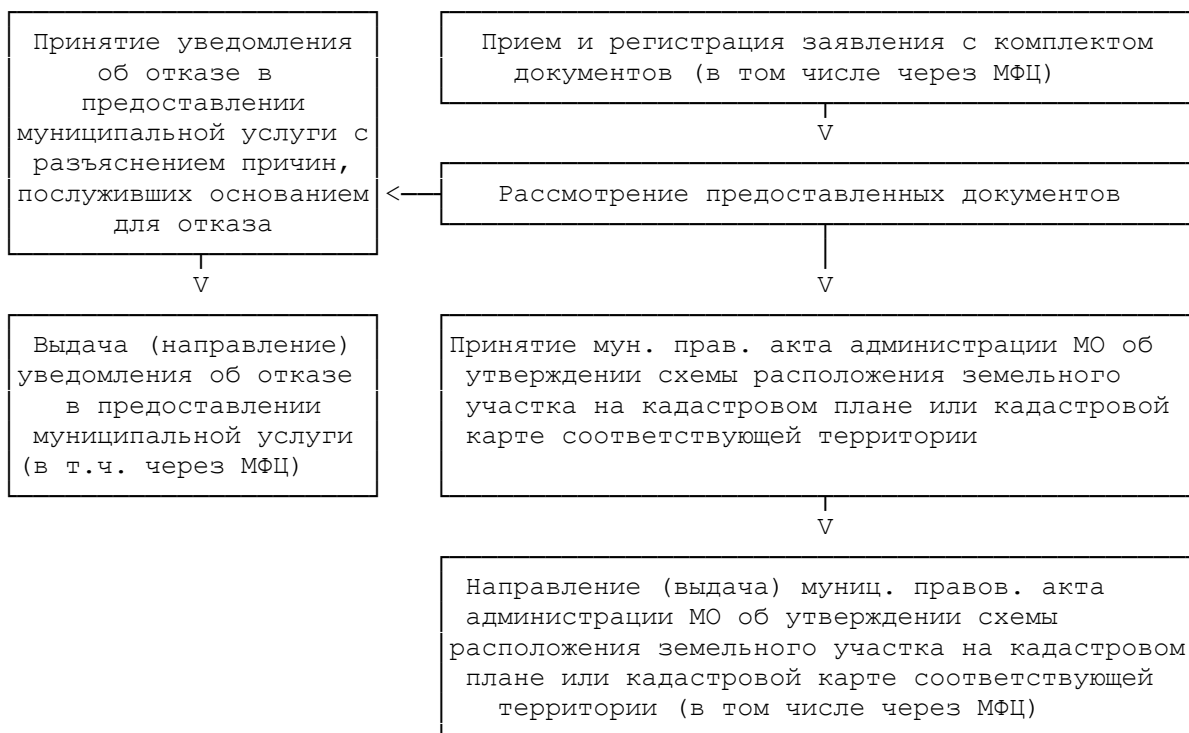 Принятие уведомления
об отказе в
предоставлении
муниципальной услуги с
разъяснением причин,
послуживших основанием
для отказа
Прием и регистрация заявления с комплектом
документов (в том числе через МФЦ)
V
<
Рассмотрение предоставленных документов
V
V
Выдача (направление)
уведомления об отказе
в предоставлении
муниципальной услуги
(в т.ч. через МФЦ)
Принятие мун. прав. акта администрации МО об
утверждении схемы расположения земельного
участка на кадастровом плане или кадастровой
карте соответствующей территории
V
Направление (выдача) муниц. правов. акта
администрации МО об утверждении схемы
расположения земельного участка на кадастровом
плане или кадастровой карте соответствующей
территории (в том числе через МФЦ)